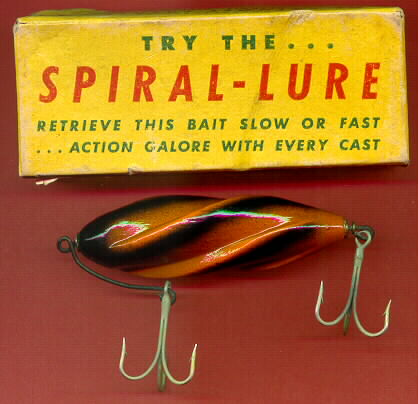 TRY THE...
SPIRAL-LURE
RETRIEVE THIS BAIT SLOW OR FAST
...ACTION GALORE WITH EVERY CAST